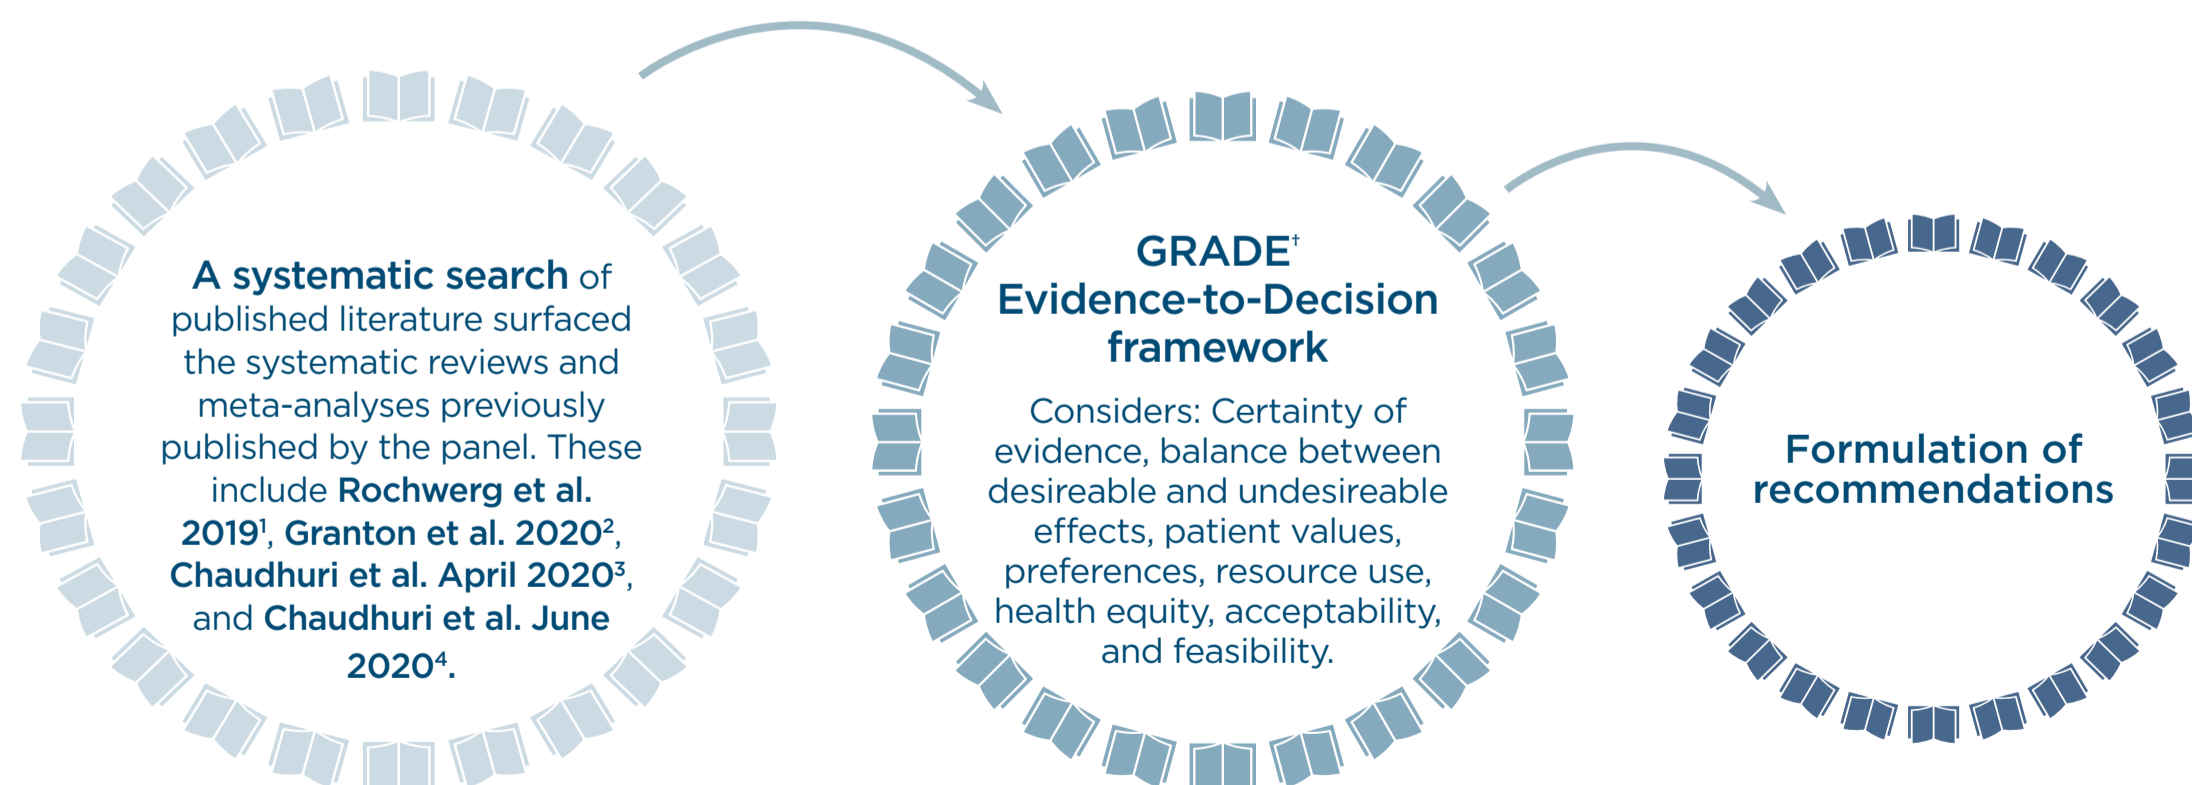 A systematic search of
published literature surfaced
the systematic reviews and
meta-analyses previously
published by the panel. These
include Rochwerg et al.
2019¹, Granton et al. 2020²,
Chaudhuri et al. April 2020³,
and Chaudhuri et al. June
2020⁴.
GRADE†
Evidence-to-Decision
framework
Considers: Certainty of
evidence, balance between
desireable and undesireable
effects, patient values,
preferences, resource use,
health equity, acceptability,
and feasibility.
Formulation of
recommendations